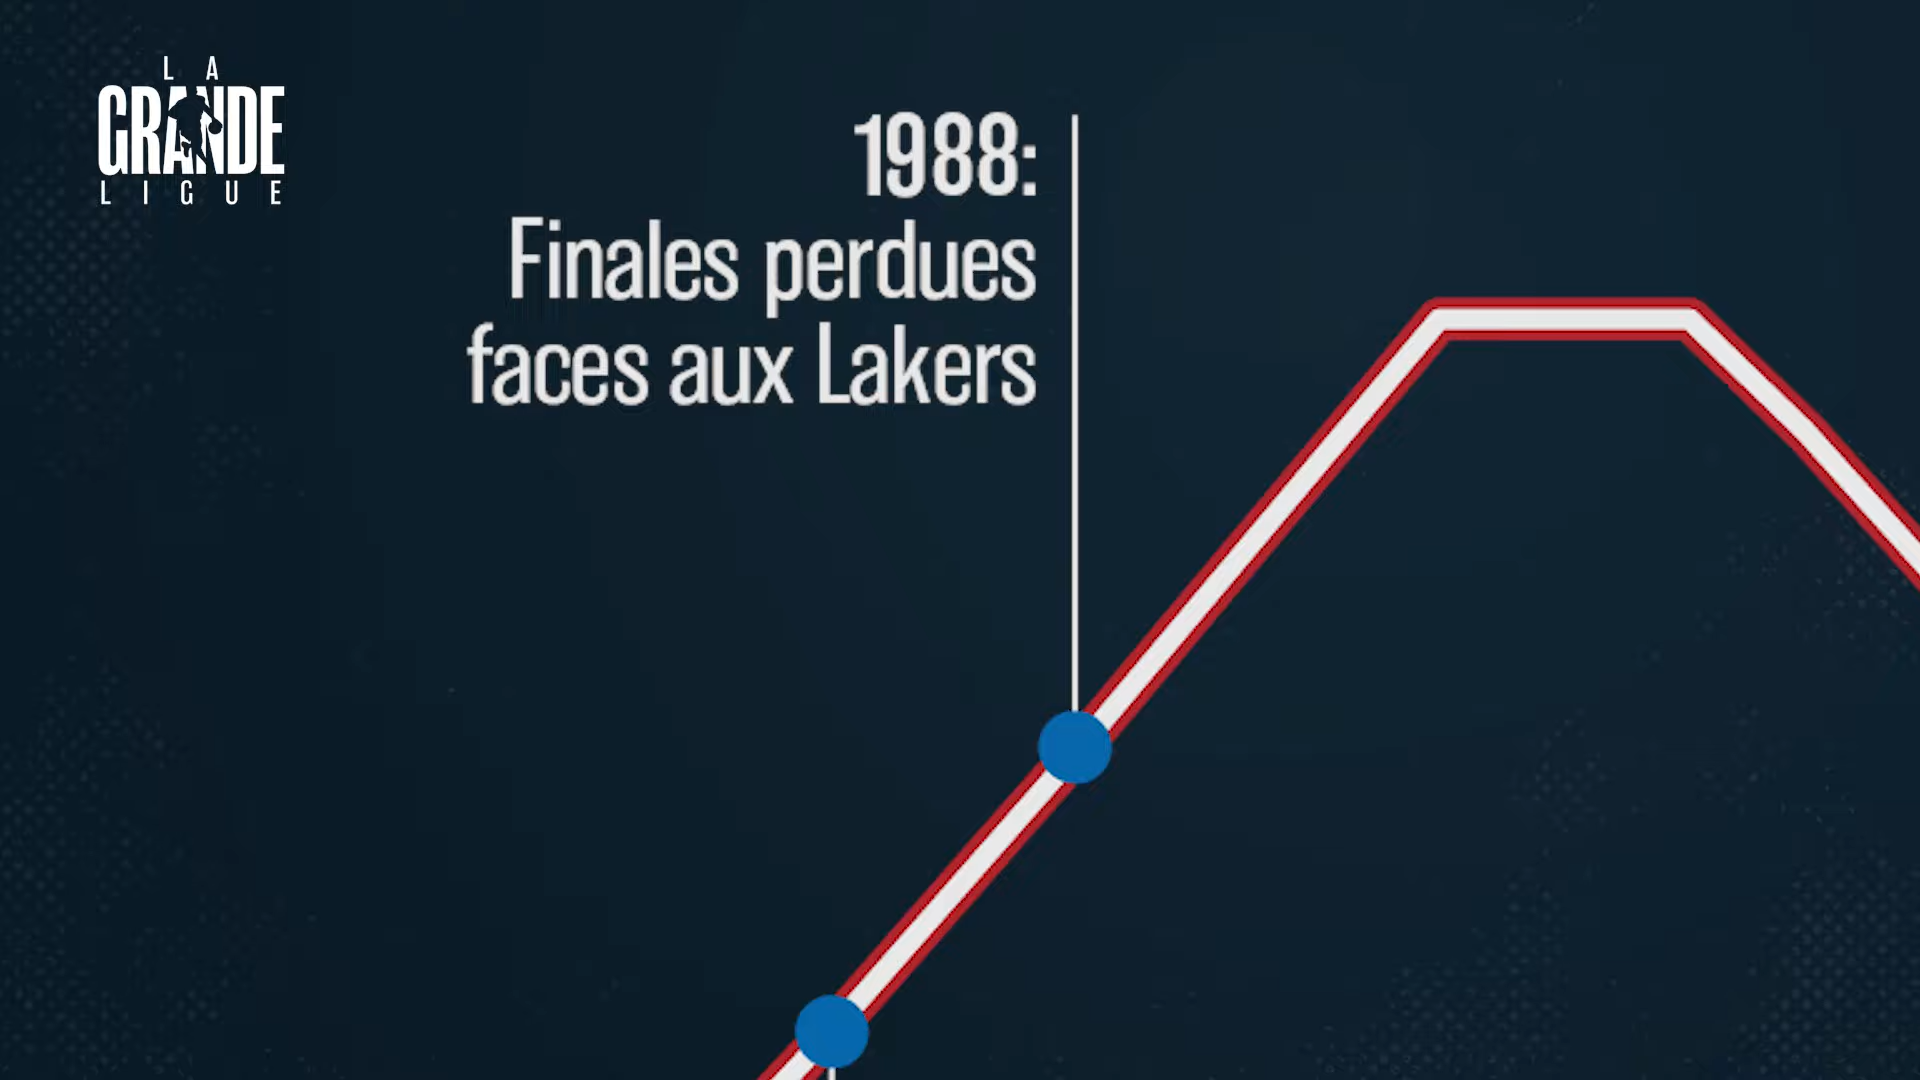 LA
GRANDE
LIGUE
1988:
Finales perdues
faces aux Lakers